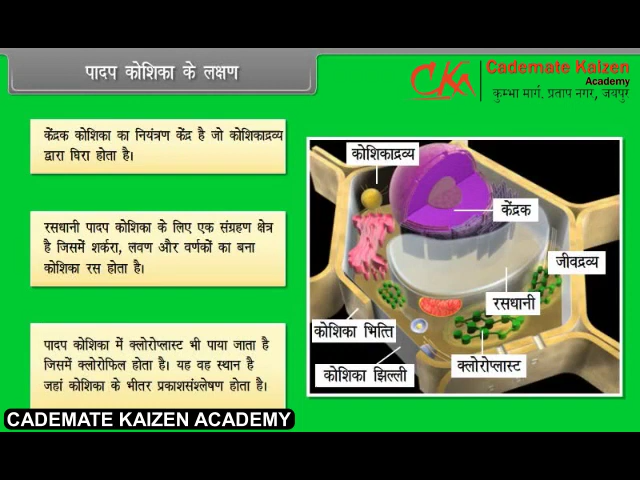 पादप कोशिका के लक्षण
CKA
Cademate Kaizen
Academy
कुम्भा मार्ग. प्रताप नगर, जयपुर
केंद्रक कोशिका का नियंत्रण केंद्र है जो कोशिकाद्रव्य
द्वारा घिरा होता है।
रसधानी पादप कोशिका के लिए एक संग्रहण क्षेत्र
है जिसमें शर्करा, लवण और वर्णकों का बना
कोशिका रस होता है।
पादप कोशिका में क्लोरोप्लास्ट भी पाया जाता है
जिसमें क्लोरोफिल होता है। यह वह स्थान है
जहां कोशिका के भीतर प्रकाशसंश्लेषण होता है।
कोशिकाद्रव्य
केंद्रक
जीवद्रव्य
रसधानी
कोशिका भित्ति
क्लोरोप्लास्ट
कोशिका झिल्ली
CADEMATE KAIZEN ACADEMY